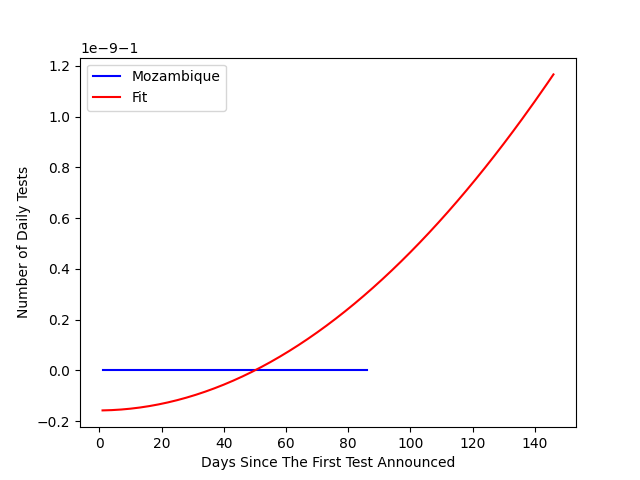 1e−9−1
1.2
1.0
0.8
0.6
0.4
0.2
0.0
−0.2
Number of Daily Tests
Mozambique
Fit
0 20 40 60 80 100 120 140
Days Since The First Test Announced